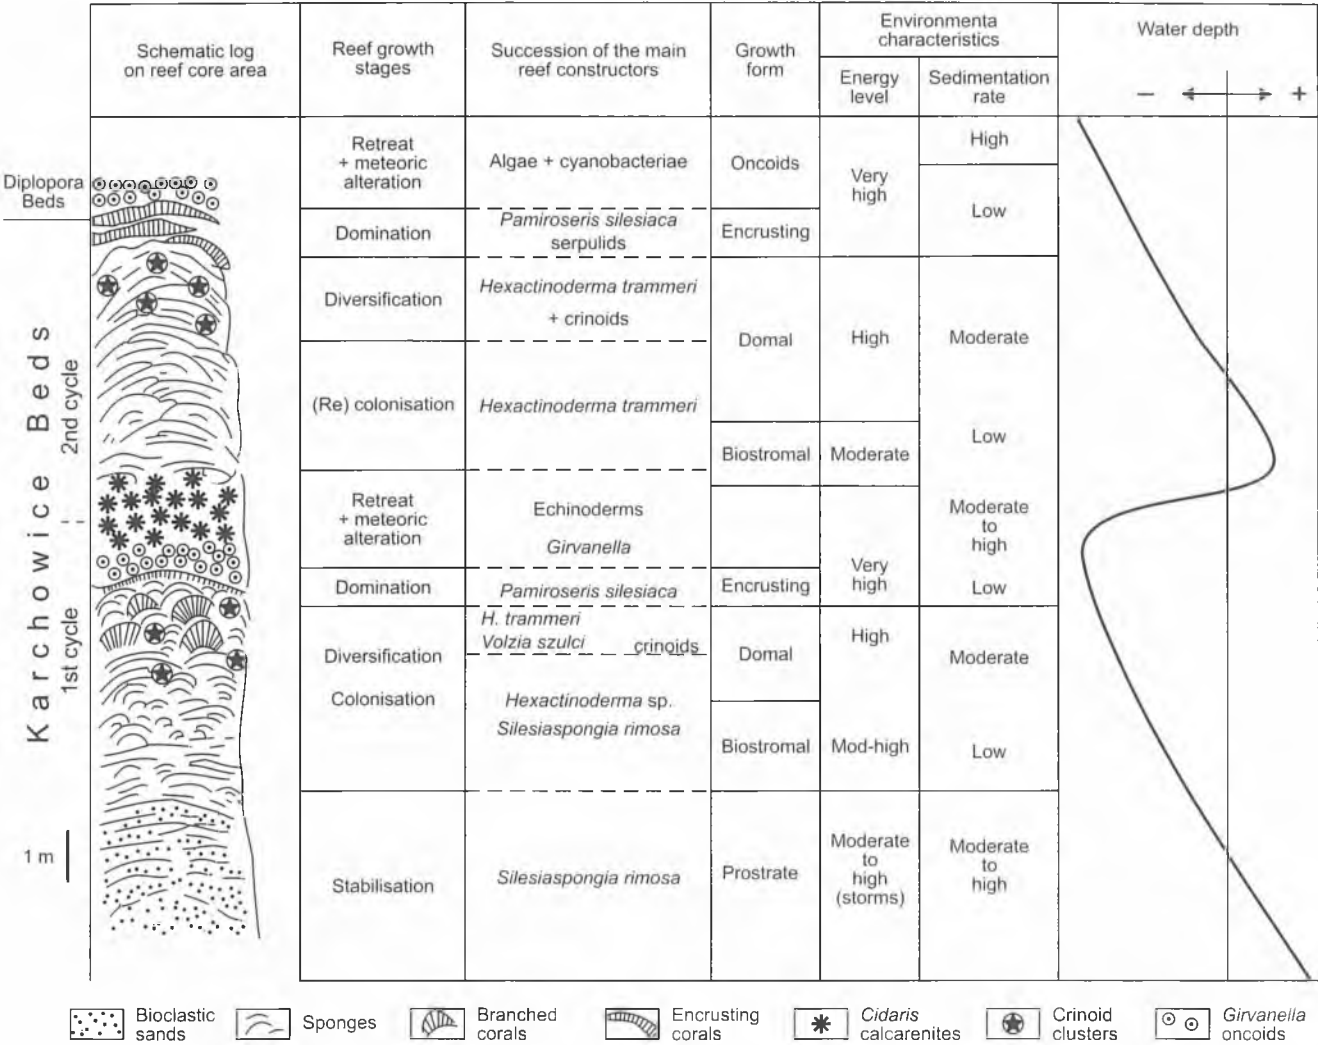 Schematic log
on reef core area
Reef growth
stages
Succession of the main
reef constructors
Growth
form
Environmenta
characteristics
Energy
level
Sedimentation
rate
Water depth
− +
Diplopora
Beds
Karchowice Beds
2nd cycle
1st cycle
1 m
Retreat
+ meteoric
alteration
Algae + cyanobacteriae
Oncoids
Very
high
High
Low
Domination
Pamiroseris silesiaca
serpulids
Encrusting
Diversification
Hexactinoderma trammeri
+ crinoids
Domal
High
Moderate
(Re) colonisation
Hexactinoderma trammeri
Low
Biostromal
Moderate
Retreat
+ meteoric
alteration
Echinoderms
Girvanella
Very
high
Moderate
to
high
Domination
Pamiroseris silesiaca
Encrusting
Low
Diversification
H. trammeri
Volzia szulci crinoids
Domal
High
Moderate
Colonisation
Hexactinoderma sp.
Silesiaspongia rimosa
Biostromal
Mod-high
Low
Stabilisation
Silesiaspongia rimosa
Prostrate
Moderate
to
high
(storms)
Moderate
to
high
Bioclastic
sands
Sponges
Branched
corals
Encrusting
corals
Cidaris
calcarenites
Crinoid
clusters
Girvanella
oncoids